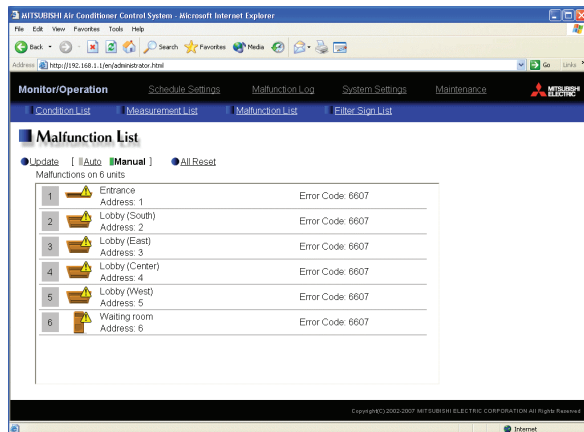 MITSUBISHI Air Conditioner Control System - Microsoft Internet Explorer
File Edit View Favorites Tools Help
Back Search Favorites Media
Address http://192.168.1.1/en/administrator.html Go Links »
Monitor/Operation Schedule Settings Malfunction Log System Settings Maintenance MITSUBISHI ELECTRIC
Condition List Measurement List Malfunction List Filter Sign List
Malfunction List
Update [ Auto Manual ] All Reset
Malfunctions on 6 units
1 Entrance Error Code: 6607
Address: 1
2 Lobby (South) Error Code: 6607
Address: 2
3 Lobby (East) Error Code: 6607
Address: 3
4 Lobby (Center) Error Code: 6607
Address: 4
5 Lobby (West) Error Code: 6607
Address: 5
6 Waiting room Error Code: 6607
Address: 6
Copyright(C) 2002-2007 MITSUBISHI ELECTRIC CORPORATION All Rights Reserved
Internet